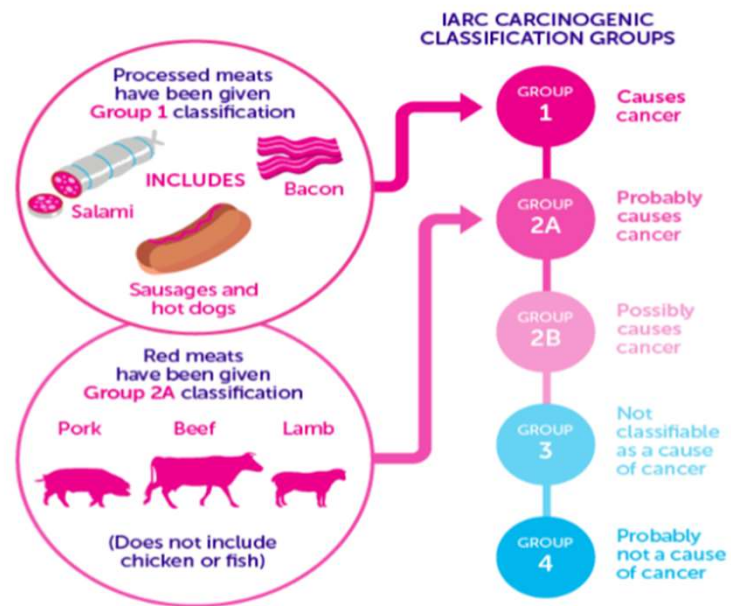 IARC CARCINOGENIC
CLASSIFICATION GROUPS
Processed meats
have been given
Group 1 classification
INCLUDES
Salami
Bacon
Sausages and
hot dogs
Red meats
have been given
Group 2A classification
Pork
Beef
Lamb
(Does not include
chicken or fish)
GROUP
1
Causes
cancer
GROUP
2A
Probably
causes
cancer
GROUP
2B
Possibly
causes
cancer
GROUP
3
Not
classifiable
as a cause
of cancer
GROUP
4
Probably
not a cause
of cancer